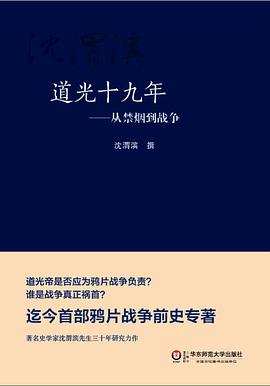 沈渭滨
道光十九年
——从禁烟到战争
沈渭滨 撰
道光帝是否应为鸦片战争负责？
谁是战争真正祸首？
迄今首部鸦片战争前史专著
著名史学家沈渭滨先生三十年研究力作
华东师范大学出版社